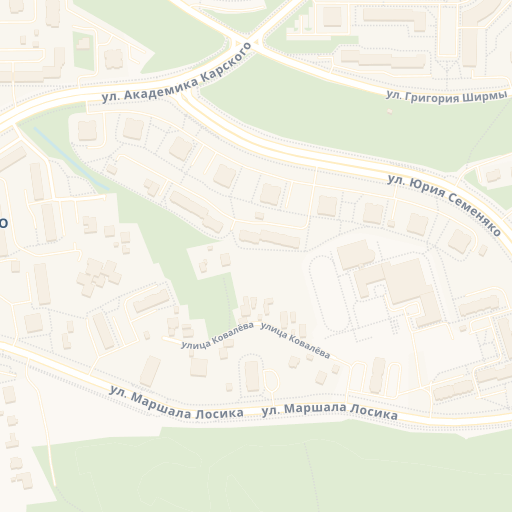 ул. Академика Карского
ул. Григория Ширмы
ул. Юрия Семеняко
о
улица Ковалёва
улица Ковалёва
ул. Маршала Лосика
ул. Маршала Лосика